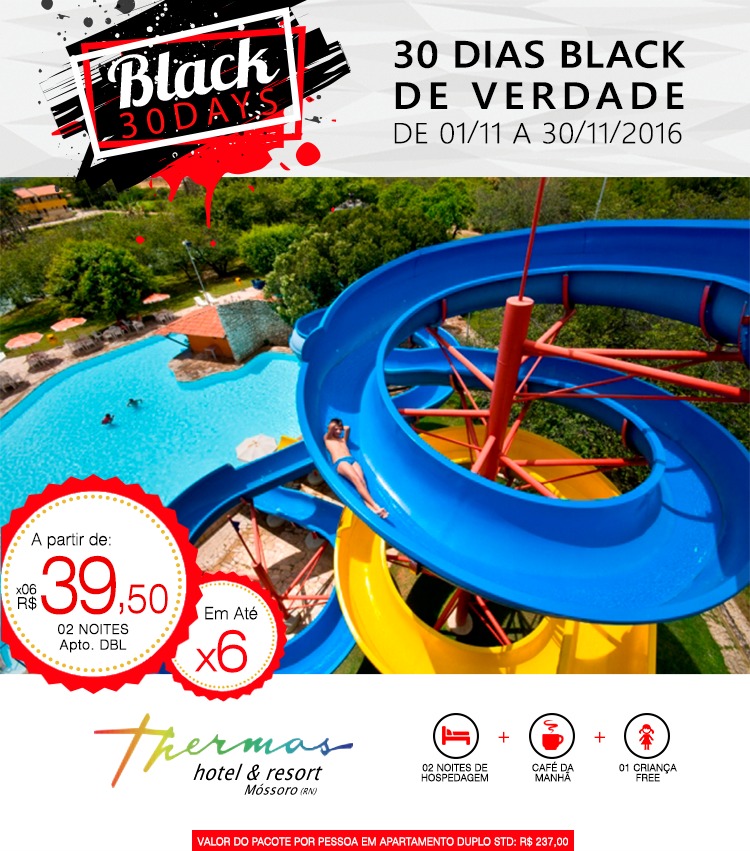 Black
30DAYS
30 DIAS BLACK
DE VERDADE
DE 01/11 A 30/11/2016
A partir de:
x06
R$ 39,50
02 NOITES
Apto. DBL
Em Até
x6
Thermas
hotel & resort
Móssoro (RN)
02 NOITES DE
HOSPEDAGEM
+
CAFÉ DA
MANHÃ
+
01 CRIANÇA
FREE
VALOR DO PACOTE POR PESSOA EM APARTAMENTO DUPLO STD: R$ 237,00